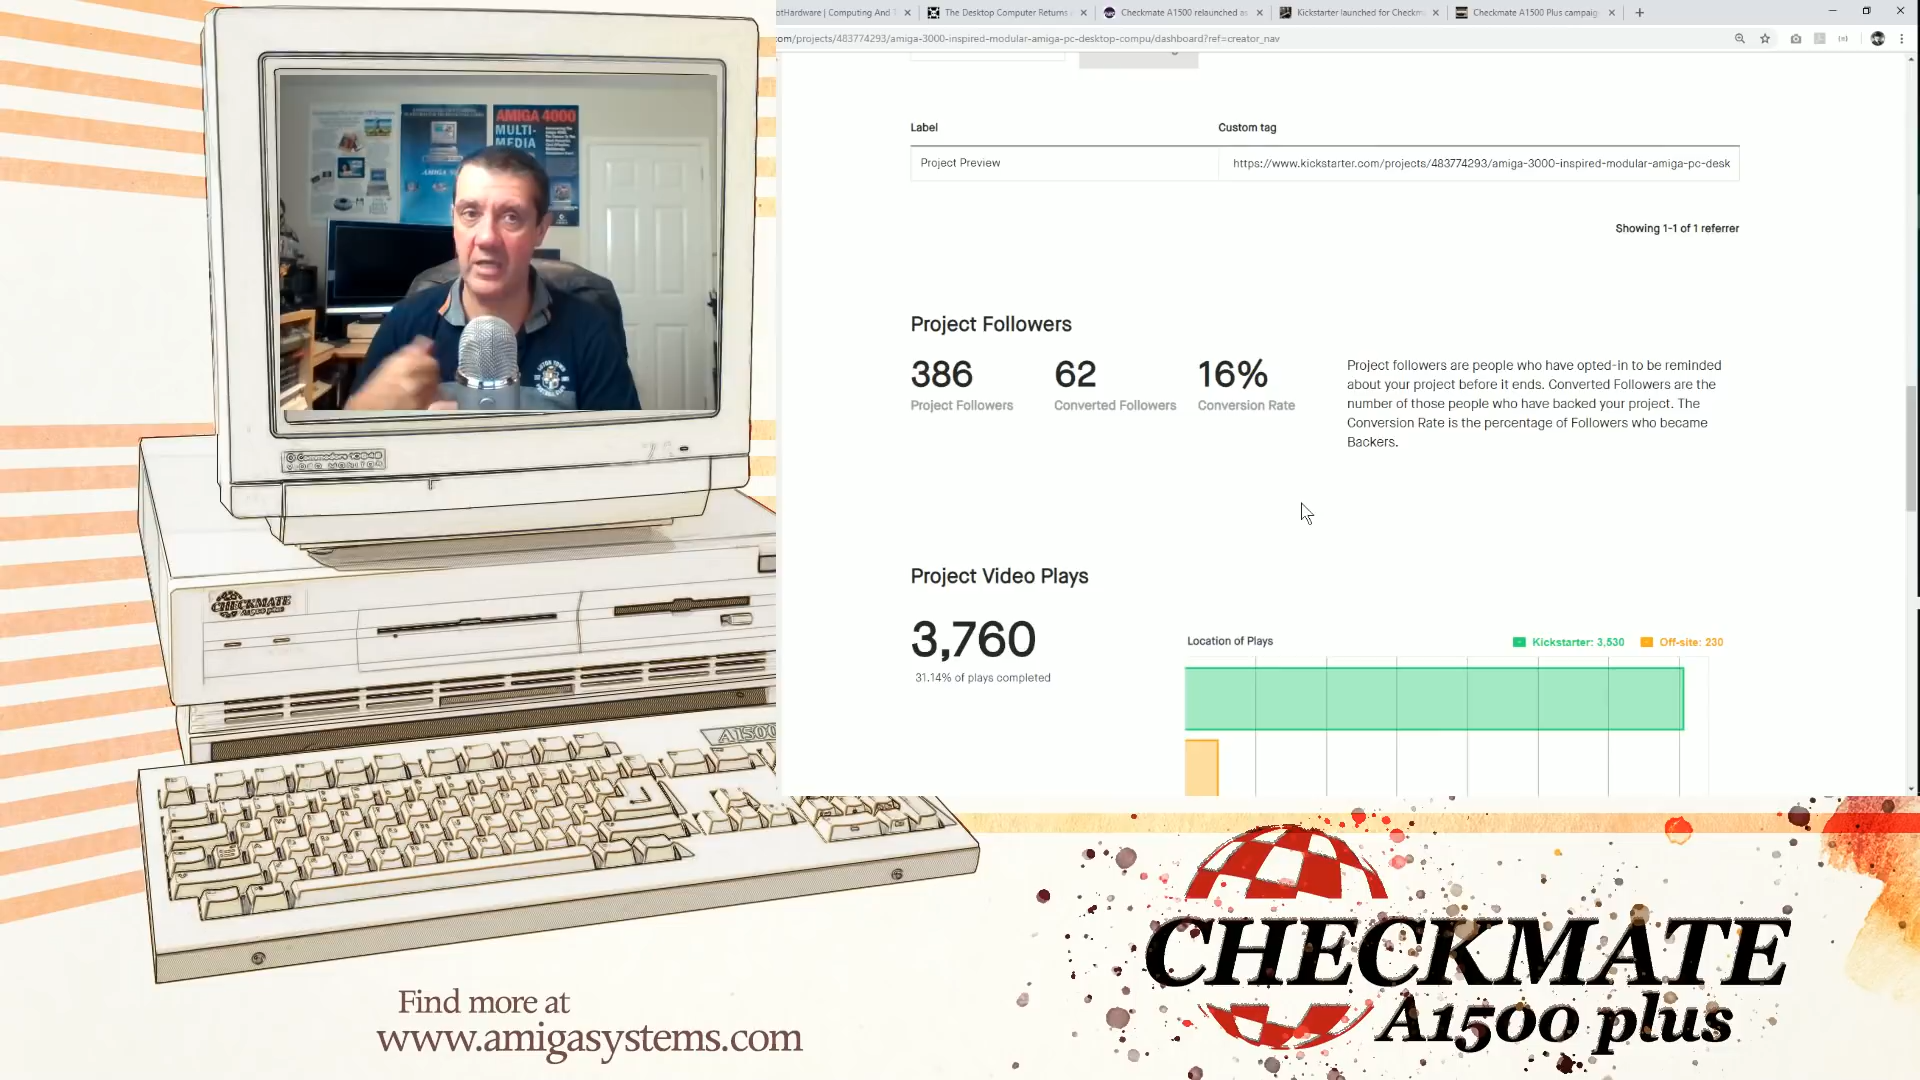 otHardware | Computing And T
The Desktop Computer Returns
Checkmate A1500 relaunched as
Kickstarter launched for Checkm
Checkmate A1500 Plus campaig
om/projects/483774293/amiga-3000-inspired-modular-amiga-pc-desktop-compu/dashboard?ref=creator_nav
AMIGA 4000
MULTI-
MEDIA
Label Custom tag
Project Preview https://www.kickstarter.com/projects/483774293/amiga-3000-inspired-modular-amiga-pc-desk
Showing 1-1 of 1 referrer
Project Followers
386 62 16%
Project Followers Converted Followers Conversion Rate
Project followers are people who have opted-in to be reminded
about your project before it ends. Converted Followers are the
number of those people who have backed your project. The
Conversion Rate is the percentage of Followers who became
Backers.
Project Video Plays
3,760
31.14% of plays completed
Location of Plays Kickstarter: 3,530 Off-site: 230
CHECKMATE
A1500 plus
A1500
Find more at
www.amigasystems.com
CHECKMATE
A1500 plus